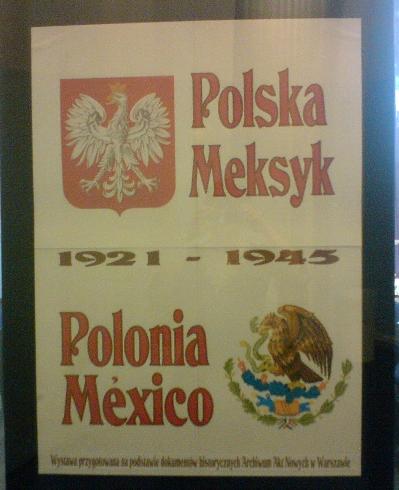 Polska
Meksyk
1921 - 1945
Polonia
México
Wystawa przygotowana na podstawie dokumentów historycznych Archiwum Akt Nowych w Warszawie